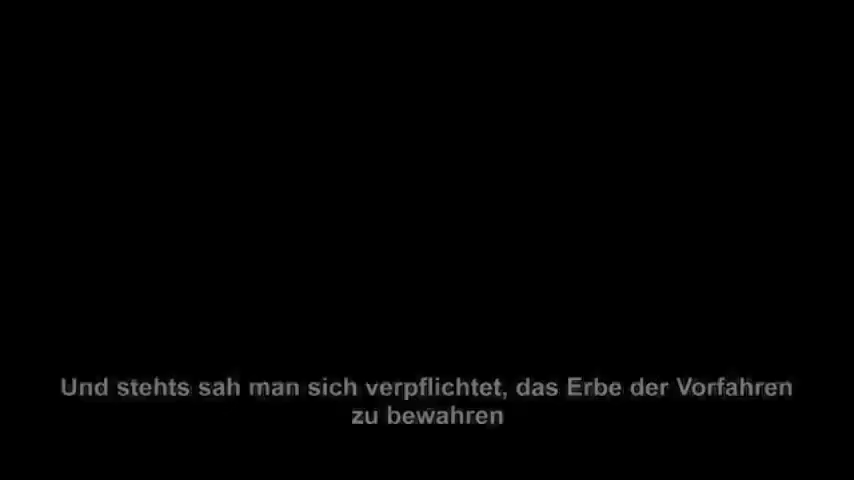 Und stehts sah man sich verpflichtet, das Erbe der Vorfahren
zu bewahren